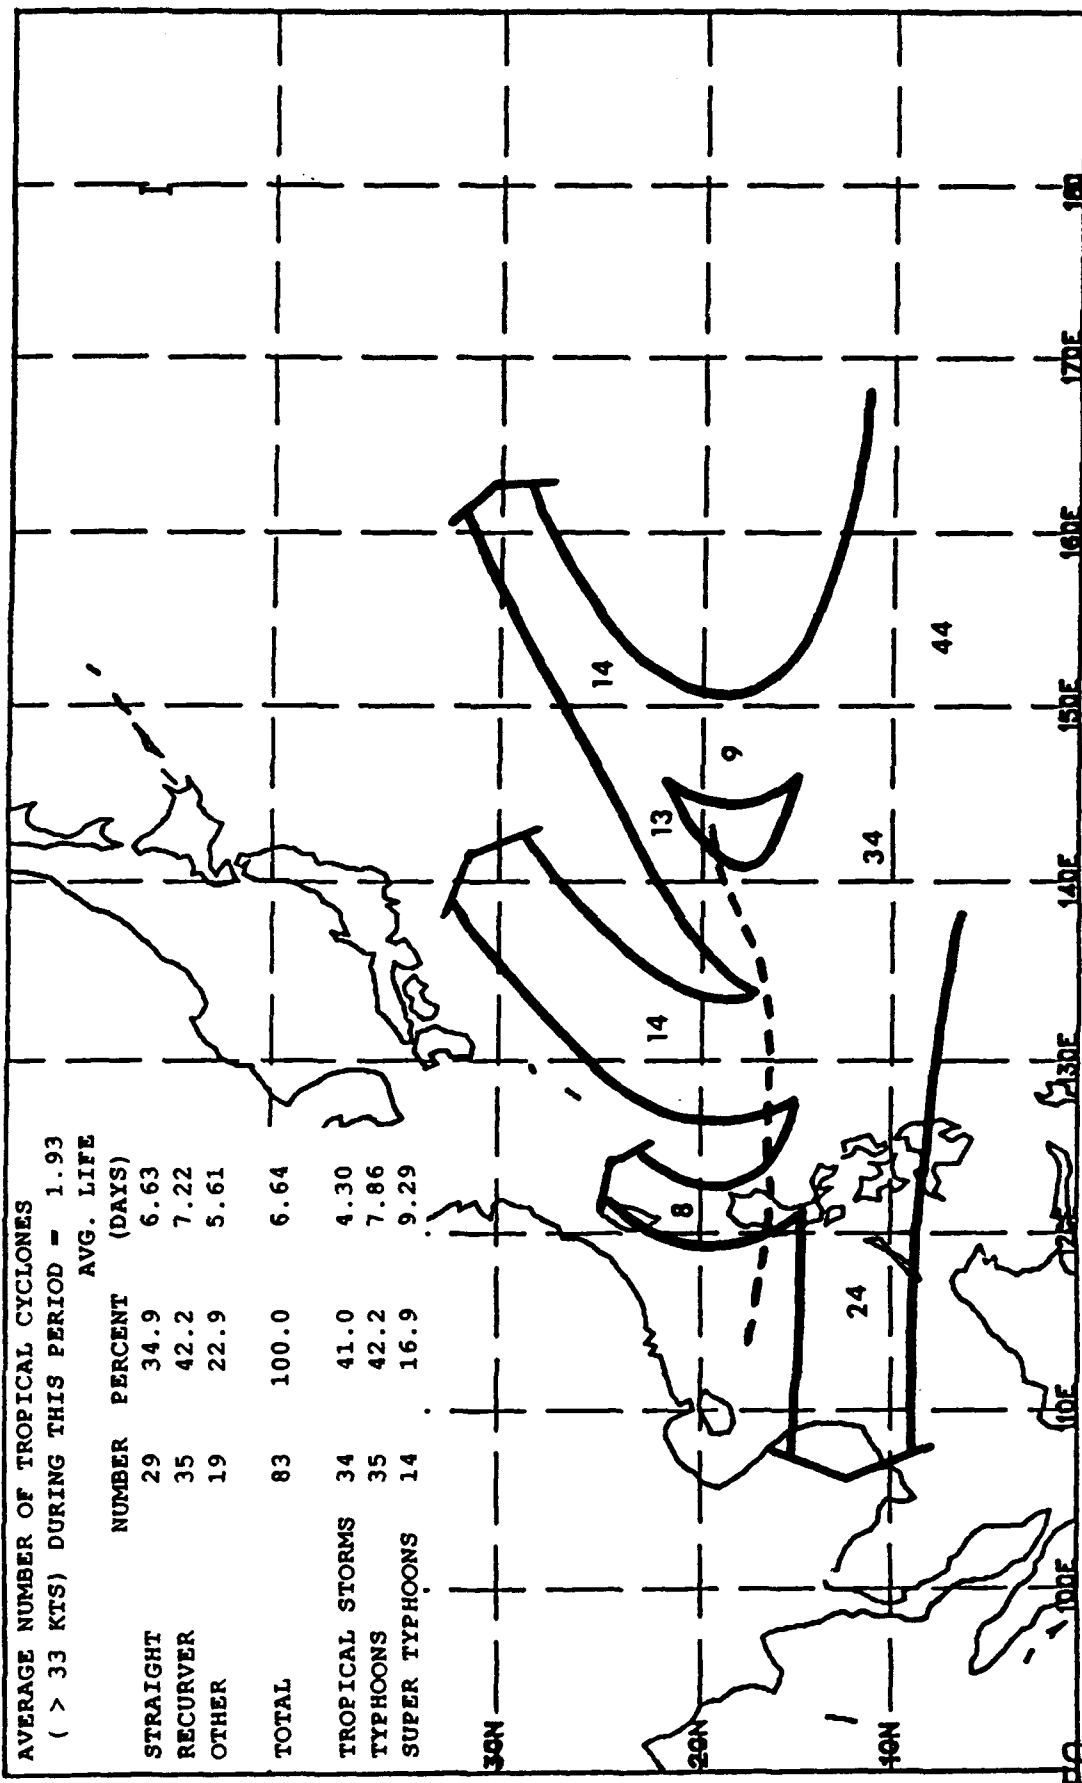 AVERAGE NUMBER OF TROPICAL CYCLONES
( > 33 KTS) DURING THIS PERIOD = 1.93
AVG. LIFE
NUMBER PERCENT (DAYS)
STRAIGHT 29 34.9 6.63
RECURVER 35 42.2 7.22
OTHER 19 22.9 5.61
TOTAL 83 100.0 6.64
TROPICAL STORMS 34 41.0 4.30
TYPHOONS 35 42.2 7.86
SUPER TYPHOONS 14 16.9 9.29
30N
20N
10N
14
14
13
9
8
34
44
24
100E
110E
120E
130E
140E
150E
160E
170E
180